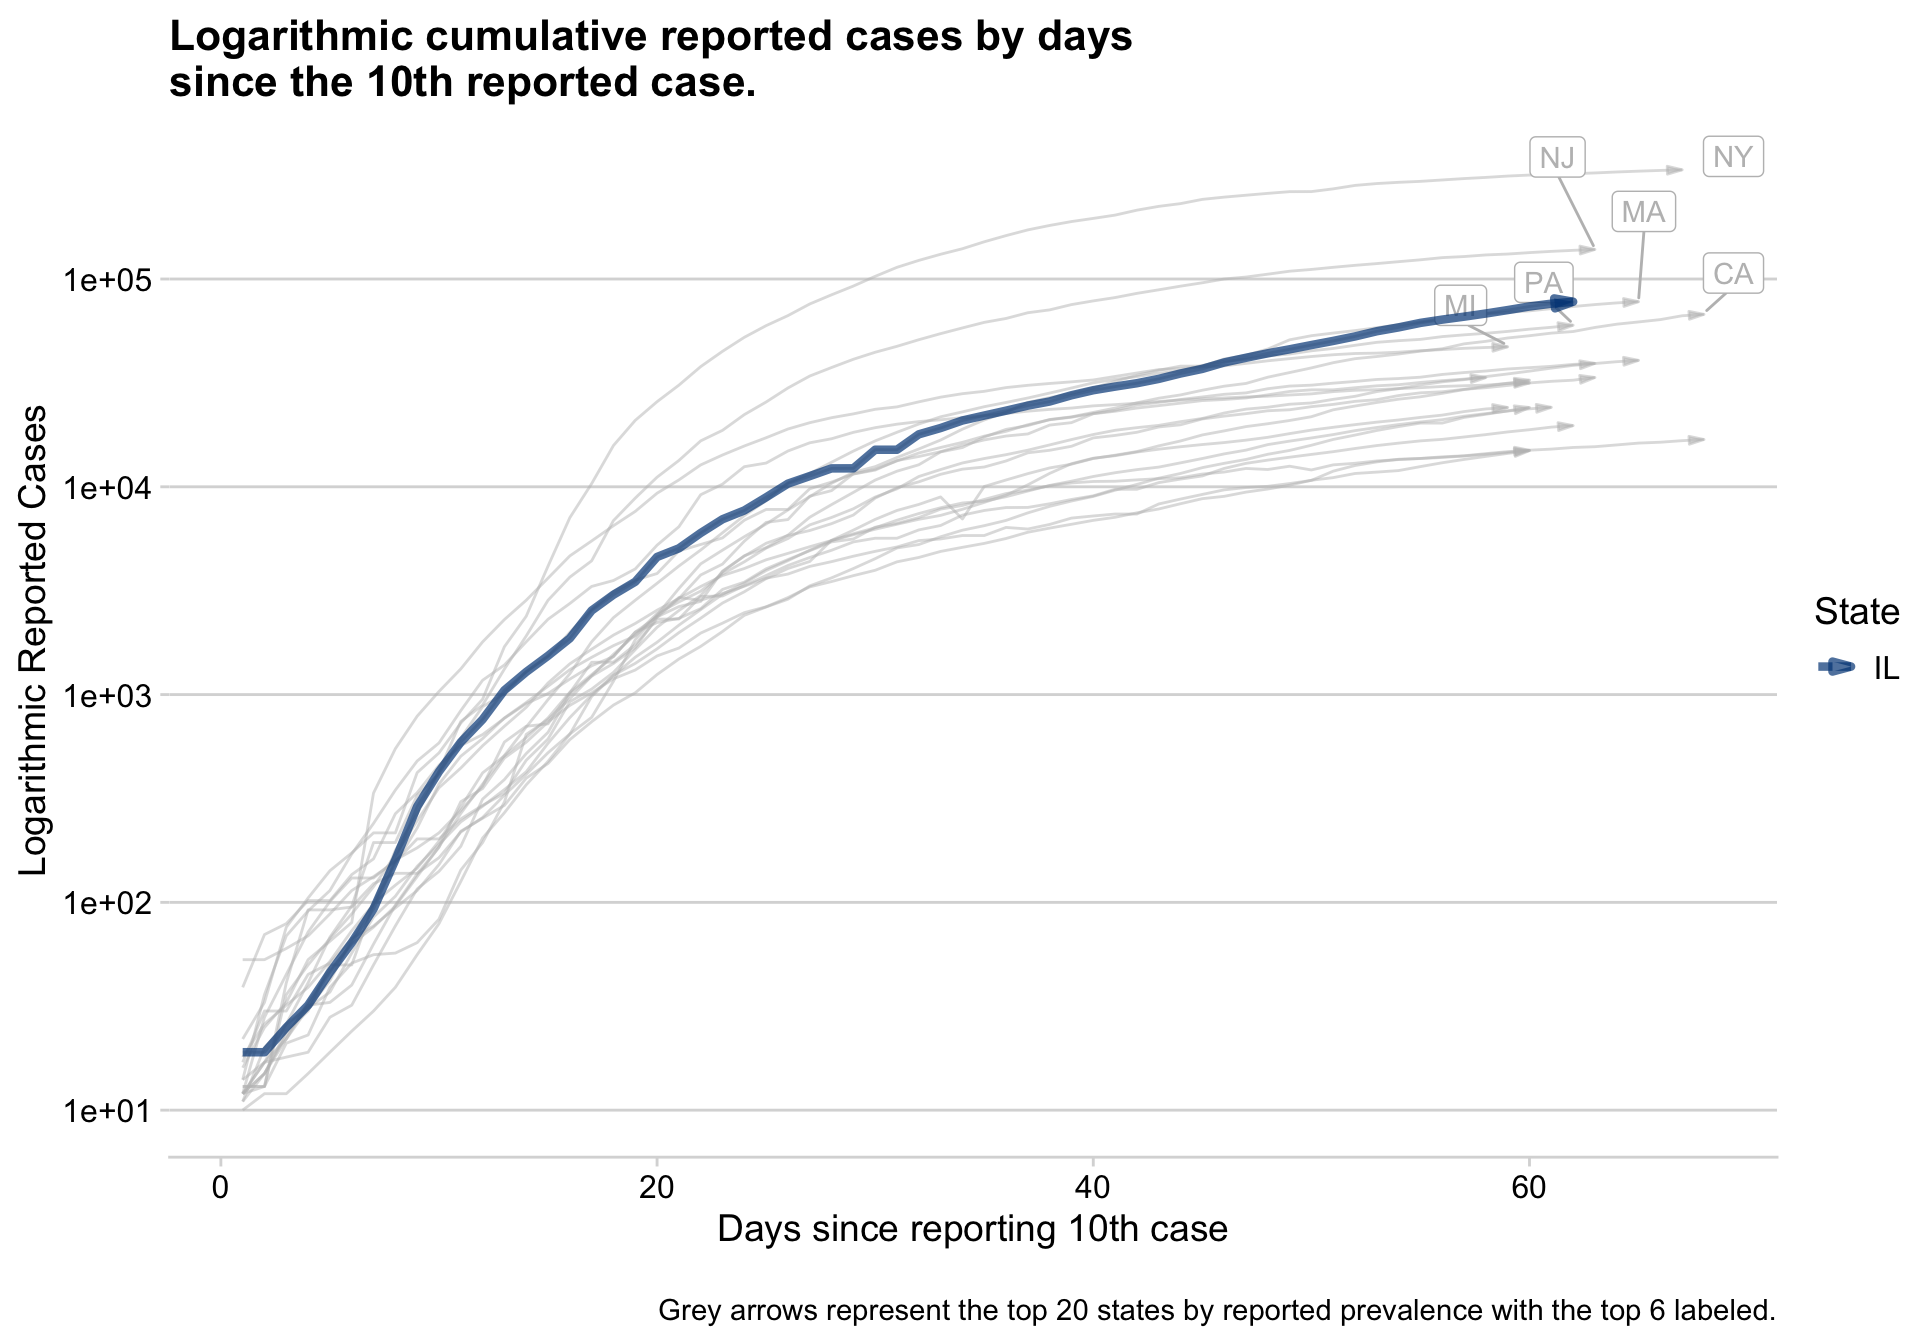 Logarithmic cumulative reported cases by days
since the 10th reported case.
NJ
NY
MA
CA
PA
MI
1e+05
1e+04
1e+03
1e+02
1e+01
Logarithmic Reported Cases
State
IL
0
20
40
60
Days since reporting 10th case
Grey arrows represent the top 20 states by reported prevalence with the top 6 labeled.